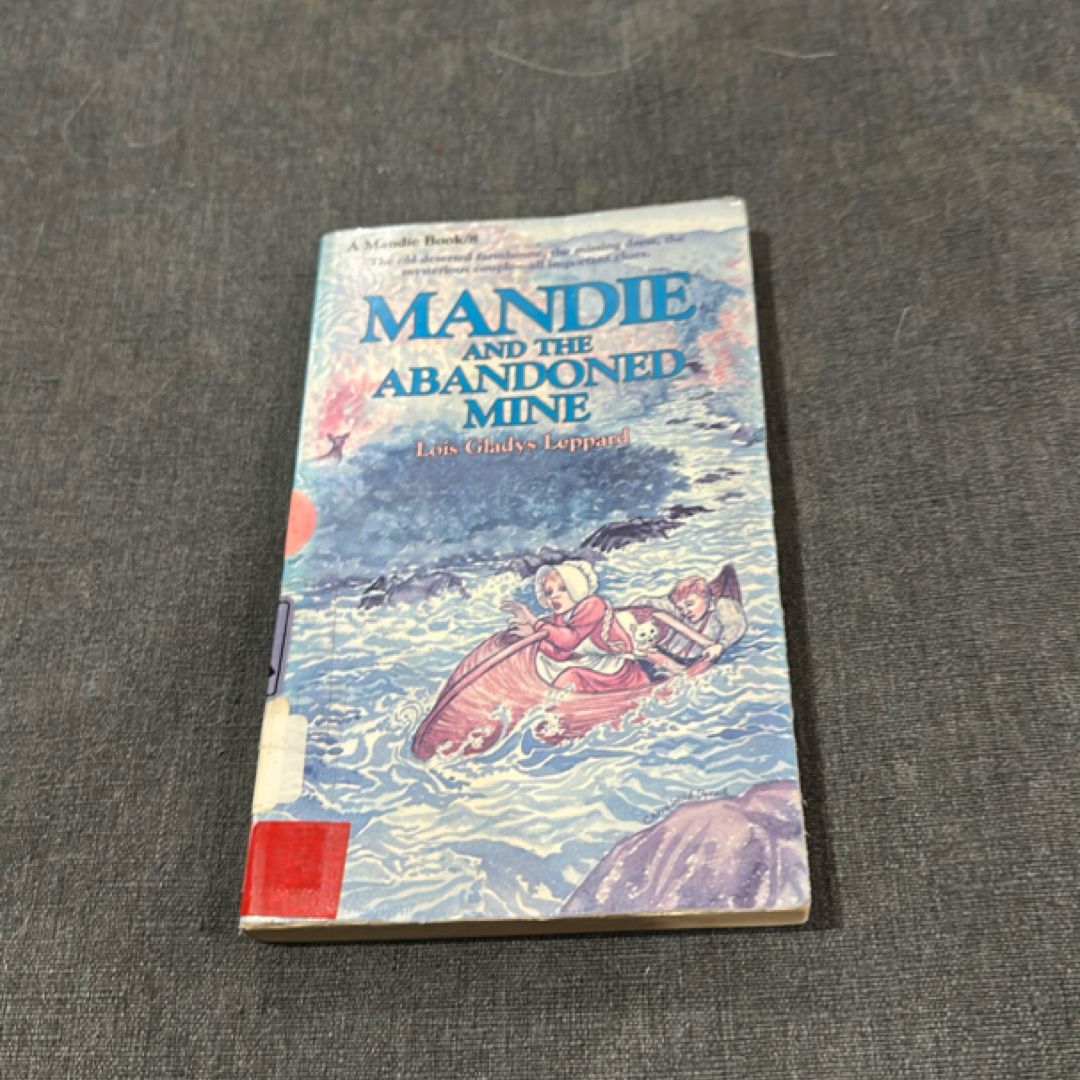 A Mandie Book/8
The old deserted farmhouse, the missing dress, the
mysterious couple—all important clues.
MANDIE
AND THE
ABANDONED
MINE
Lois Gladys Leppard